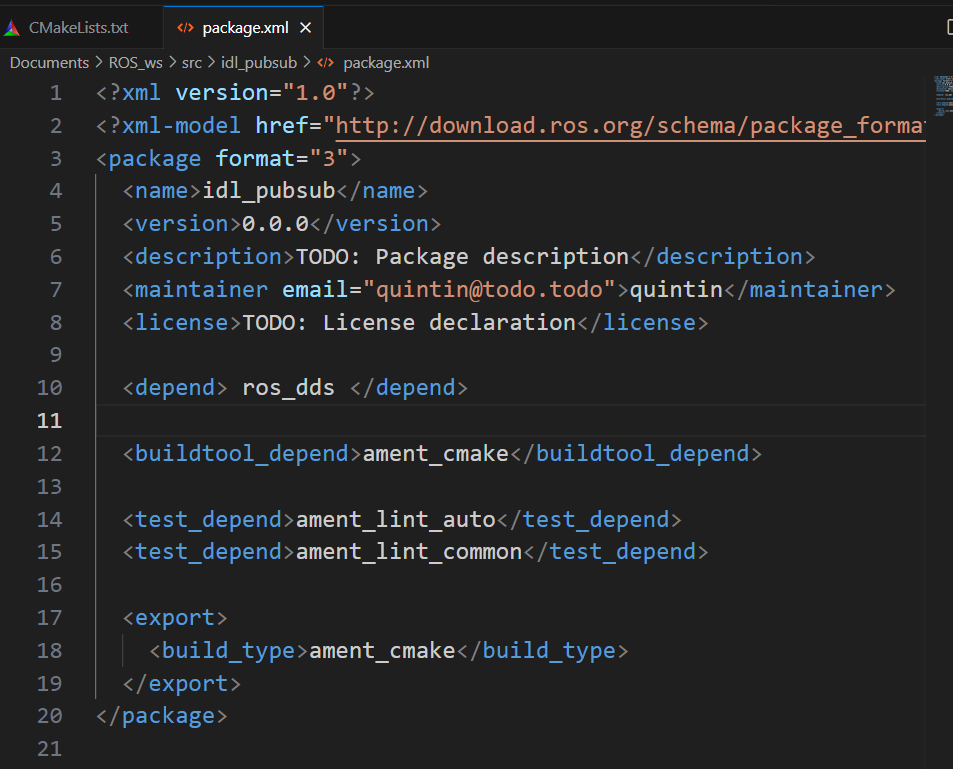 CMakeLists.txt
package.xml
Documents > ROS_ws > src > idl_pubsub > package.xml
1 <?xml version="1.0"?>
2 <?xml-model href="http://download.ros.org/schema/package_forma
3 <package format="3">
4 <name>idl_pubsub</name>
5 <version>0.0.0</version>
6 <description>TODO: Package description</description>
7 <maintainer email="quintin@todo.todo">quintin</maintainer>
8 <license>TODO: License declaration</license>
9
10 <depend> ros_dds </depend>
11
12 <buildtool_depend>ament_cmake</buildtool_depend>
13
14 <test_depend>ament_lint_auto</test_depend>
15 <test_depend>ament_lint_common</test_depend>
16
17 <export>
18 <build_type>ament_cmake</build_type>
19 </export>
20 </package>
21